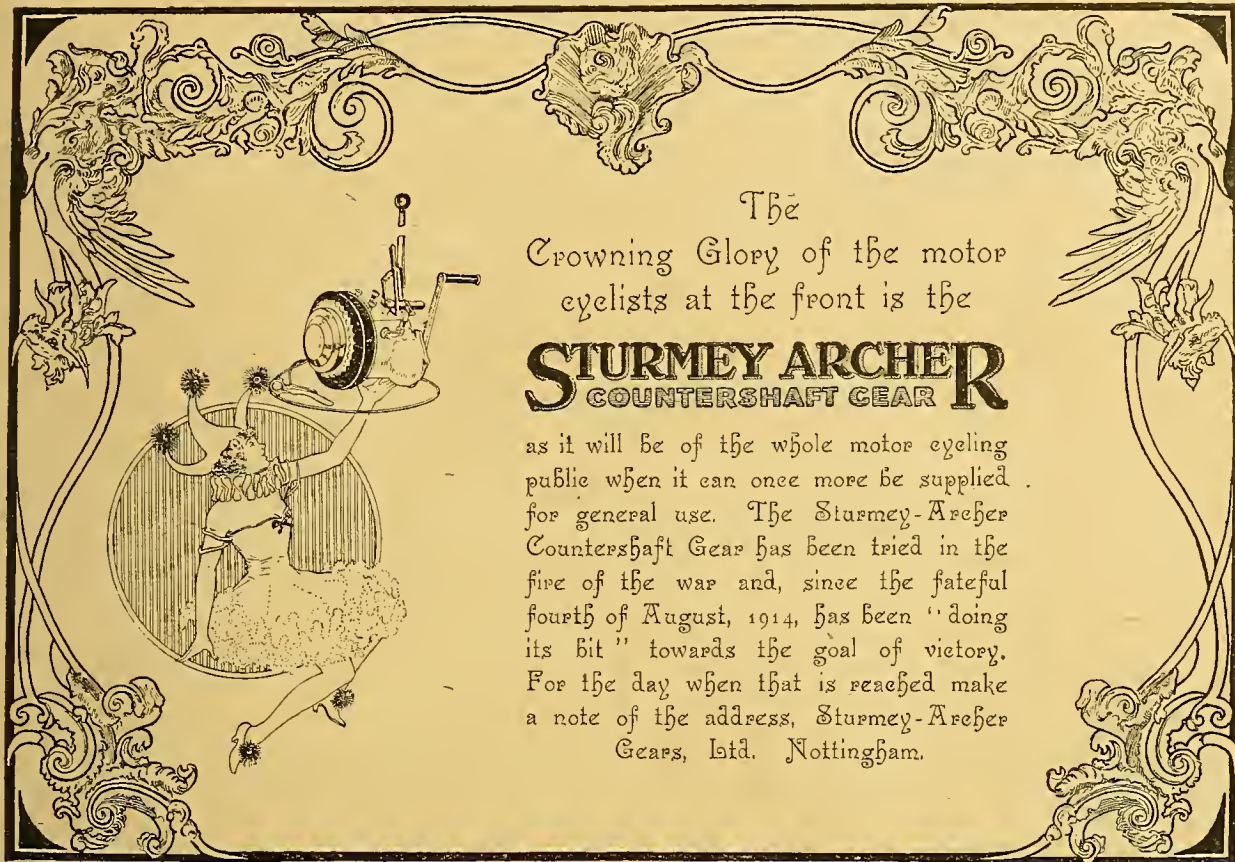 The
Crowning Glory of the motor
cyclists at the front is the
STURMEY ARCHER
COUNTERSHAFT GEAR
as it will be of the whole motor cycling
public when it can once more be supplied
for general use. The Sturmey-Archer
Countershaft Gear has been tried in the
fire of the war and, since the fateful
fourth of August, 1914, has been "doing
its bit" towards the goal of victory.
For the day when that is reached make
a note of the address, Sturmey-Archer
Gears, Ltd. Nottingham.